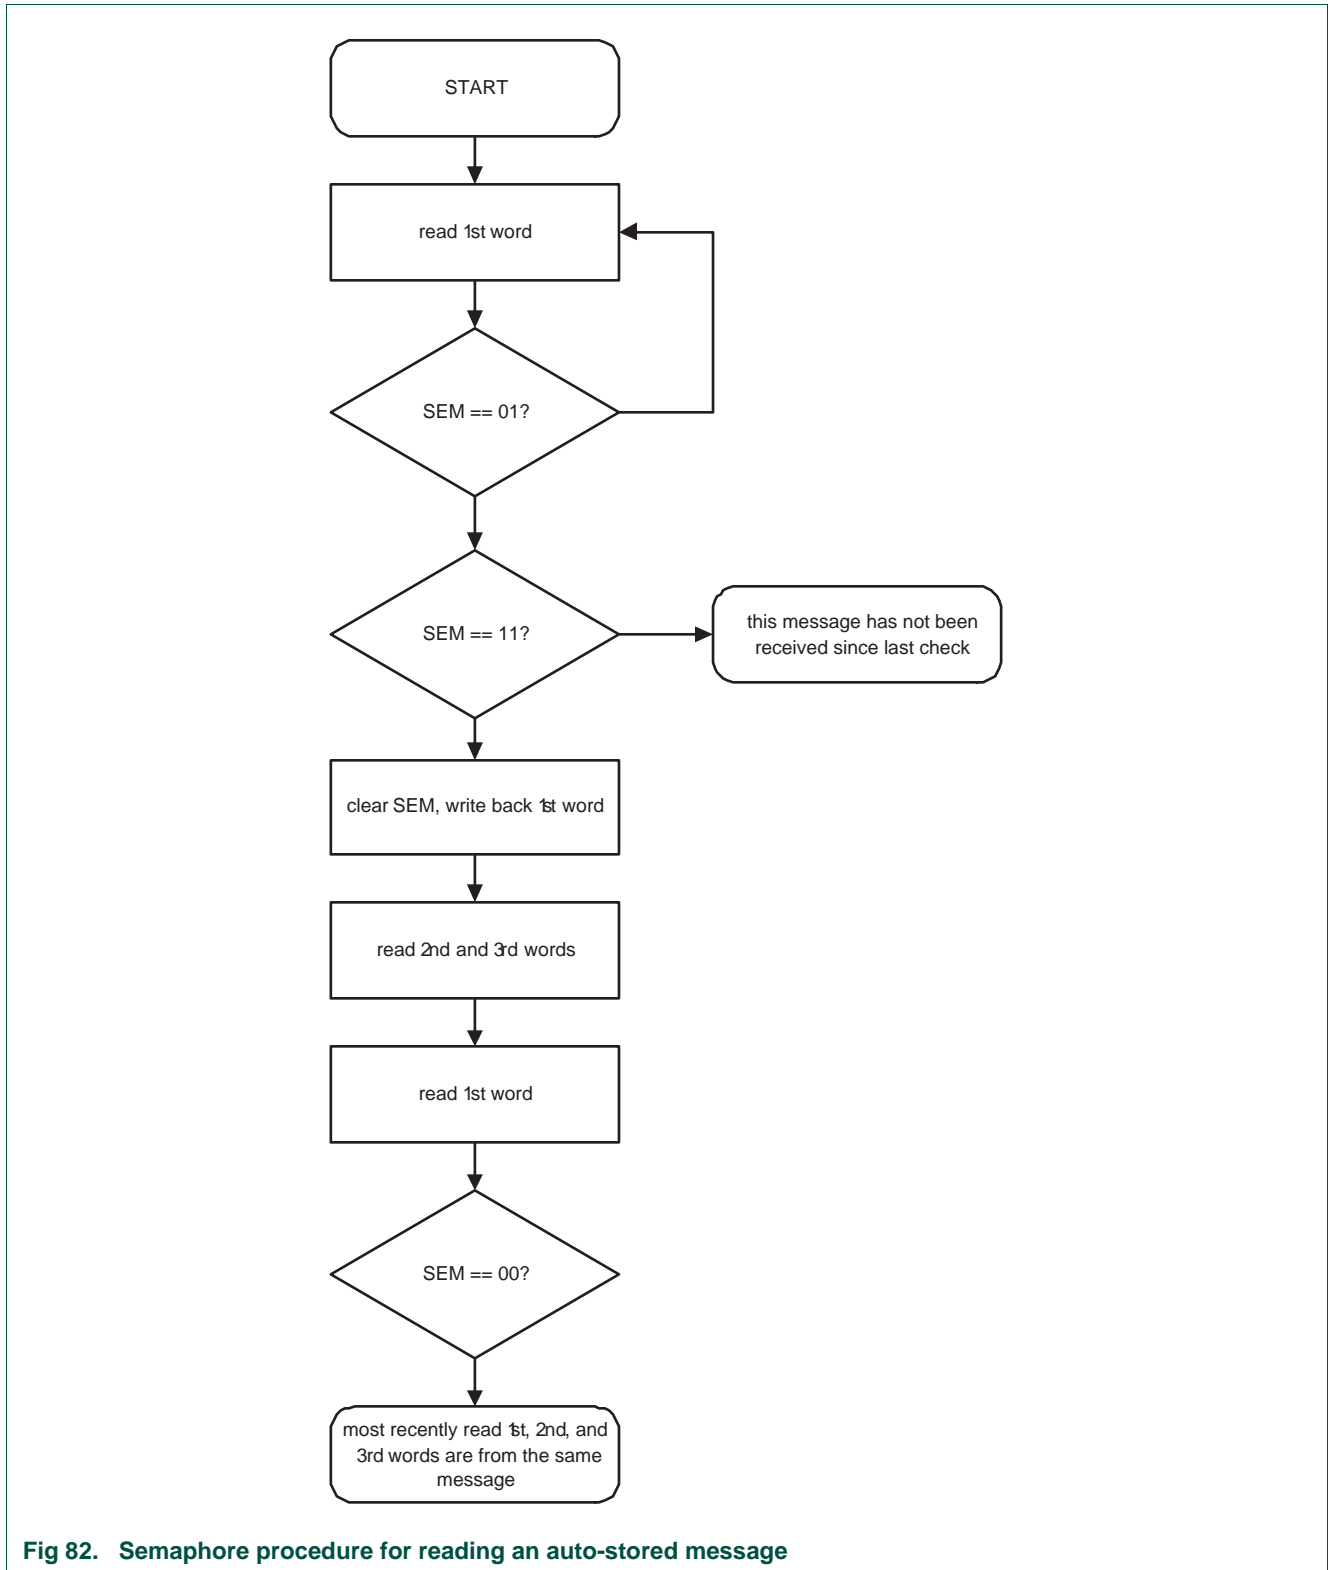 START
read 1st word
SEM == 01?
SEM == 11?
this message has not been
received since last check
clear SEM, write back 1st word
read 2nd and 3rd words
read 1st word
SEM == 00?
most recently read 1st, 2nd, and
3rd words are from the same
message
Fig 82. Semaphore procedure for reading an auto-stored message